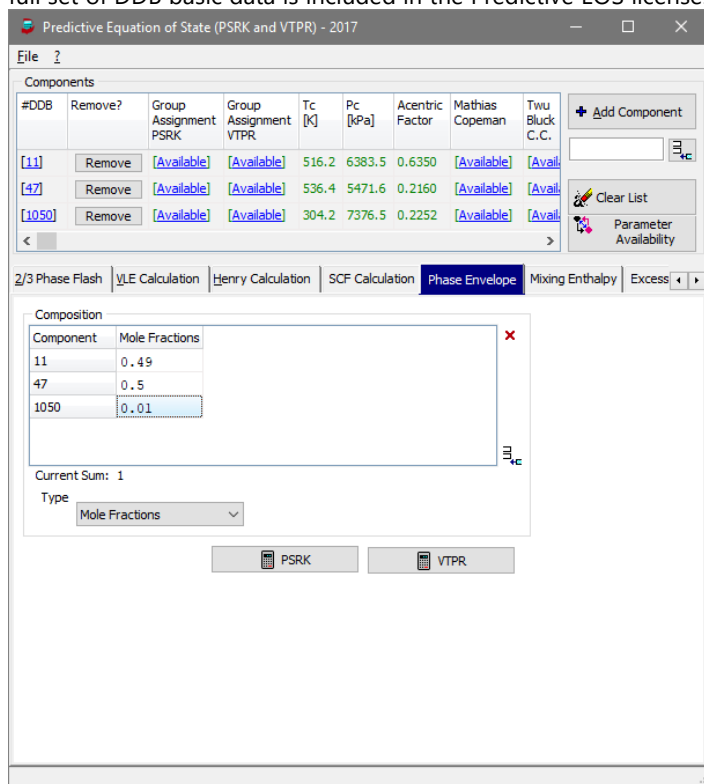 full set of DDB basic data is included in the Predictive EOS license.
Predictive Equation of State (PSRK and VTPR) - 2017
File ?
Components
#DDB Remove? Group Assignment PSRK Group Assignment VTPR Tc [K] Pc [kPa] Acentric Factor Mathias Copeman Twu Bluck C.C.
[11] Remove [Available] [Available] 516.2 6383.5 0.6350 [Available] [Avail
[47] Remove [Available] [Available] 536.4 5471.6 0.2160 [Available] [Avail
[1050] Remove [Available] [Available] 304.2 7376.5 0.2252 [Available] [Avail
Add Component
Clear List
Parameter
Availability
2/3 Phase Flash VLE Calculation Henry Calculation SCF Calculation Phase Envelope Mixing Enthalpy Excess
Composition
Component Mole Fractions
11 0.49
47 0.5
1050 0.01
Current Sum: 1
Type
Mole Fractions
PSRK VTPR